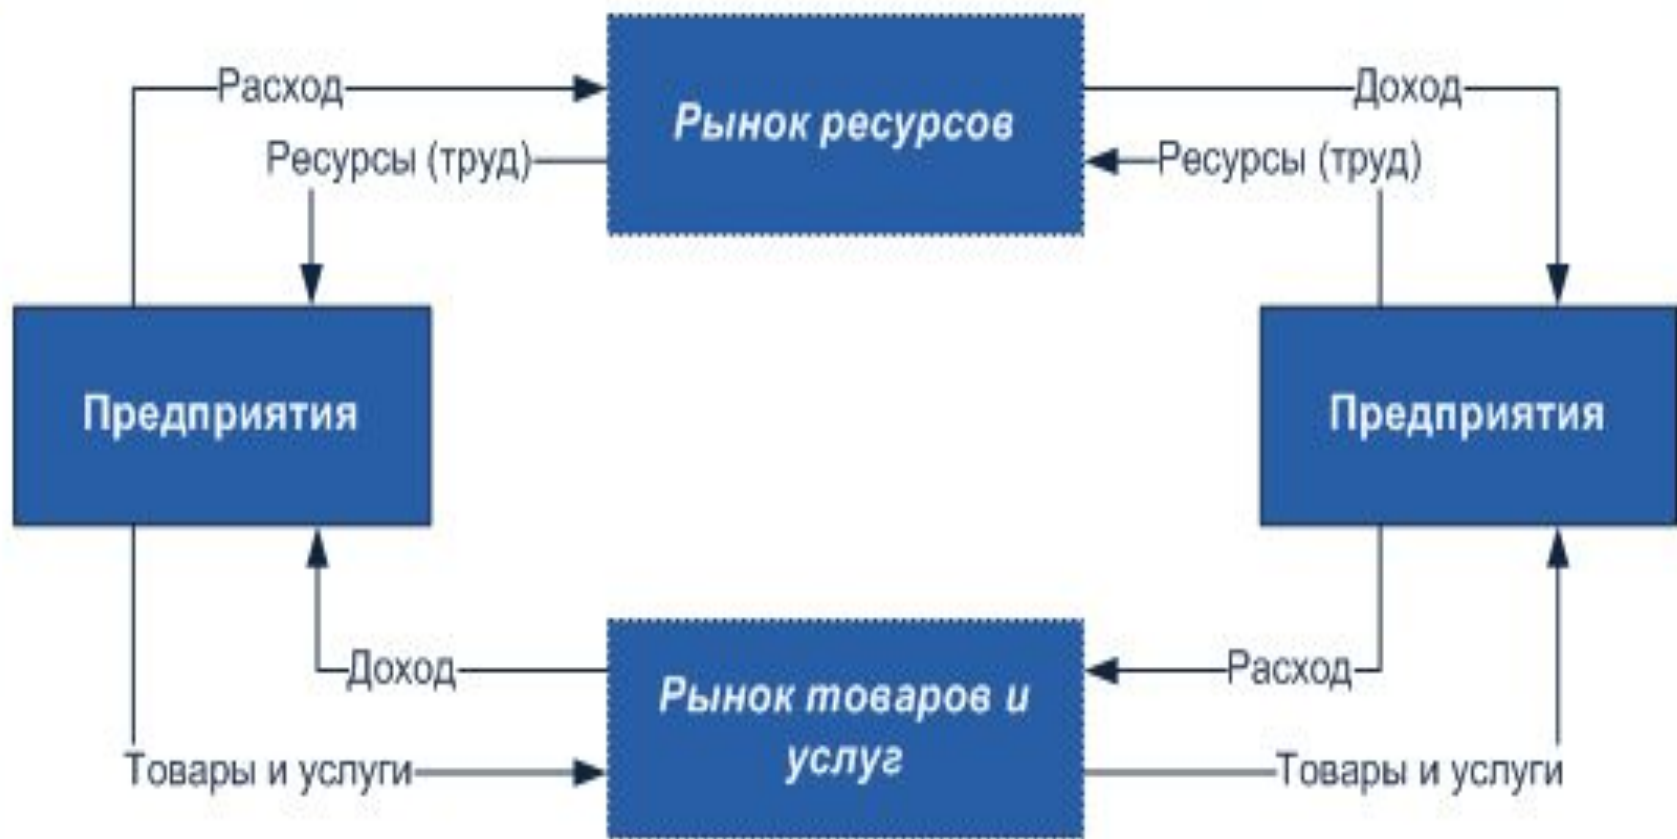 Расход
Рынок ресурсов
Доход
Ресурсы (труд)
Ресурсы (труд)
Предприятия
Предприятия
Доход
Рынок товаров и
услуг
Расход
Товары и услуги
Товары и услуги